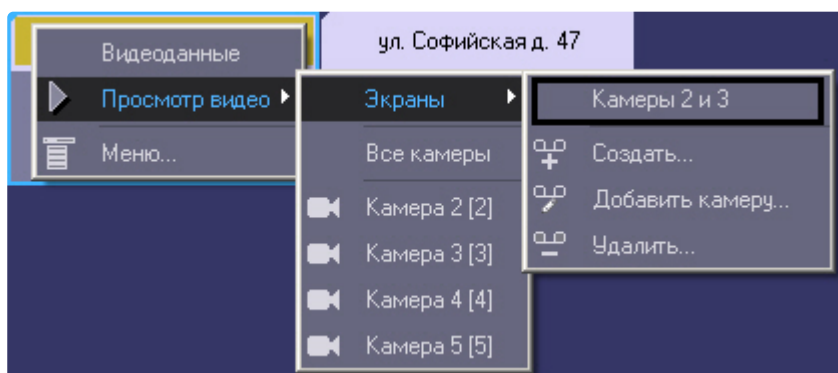 Видеоданные
Просмотр видео
Меню...
ул. Софийская д. 47
Экраны
Все камеры
Камера 2 [2]
Камера 3 [3]
Камера 4 [4]
Камера 5 [5]
Камеры 2 и 3
Создать...
Добавить камеру...
Удалить...